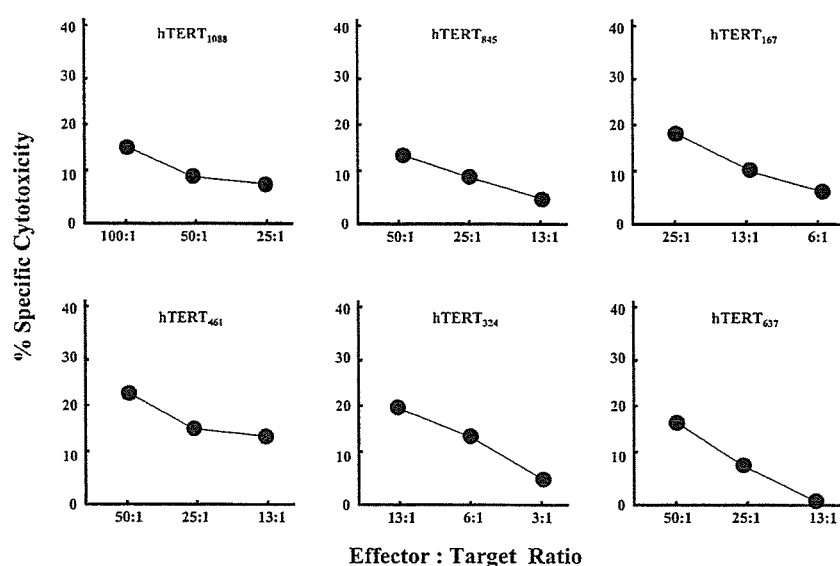 % Specific Cytotoxicity
hTERT1088
40
30
20
10
0
100:1 50:1 25:1
hTERT845
40
30
20
10
0
50:1 25:1 13:1
hTERT167
40
30
20
10
0
25:1 13:1 6:1
hTERT461
40
30
20
10
0
50:1 25:1 13:1
hTERT324
40
30
20
10
0
13:1 6:1 3:1
hTERT637
40
30
20
10
0
50:1 25:1 13:1
Effector : Target Ratio